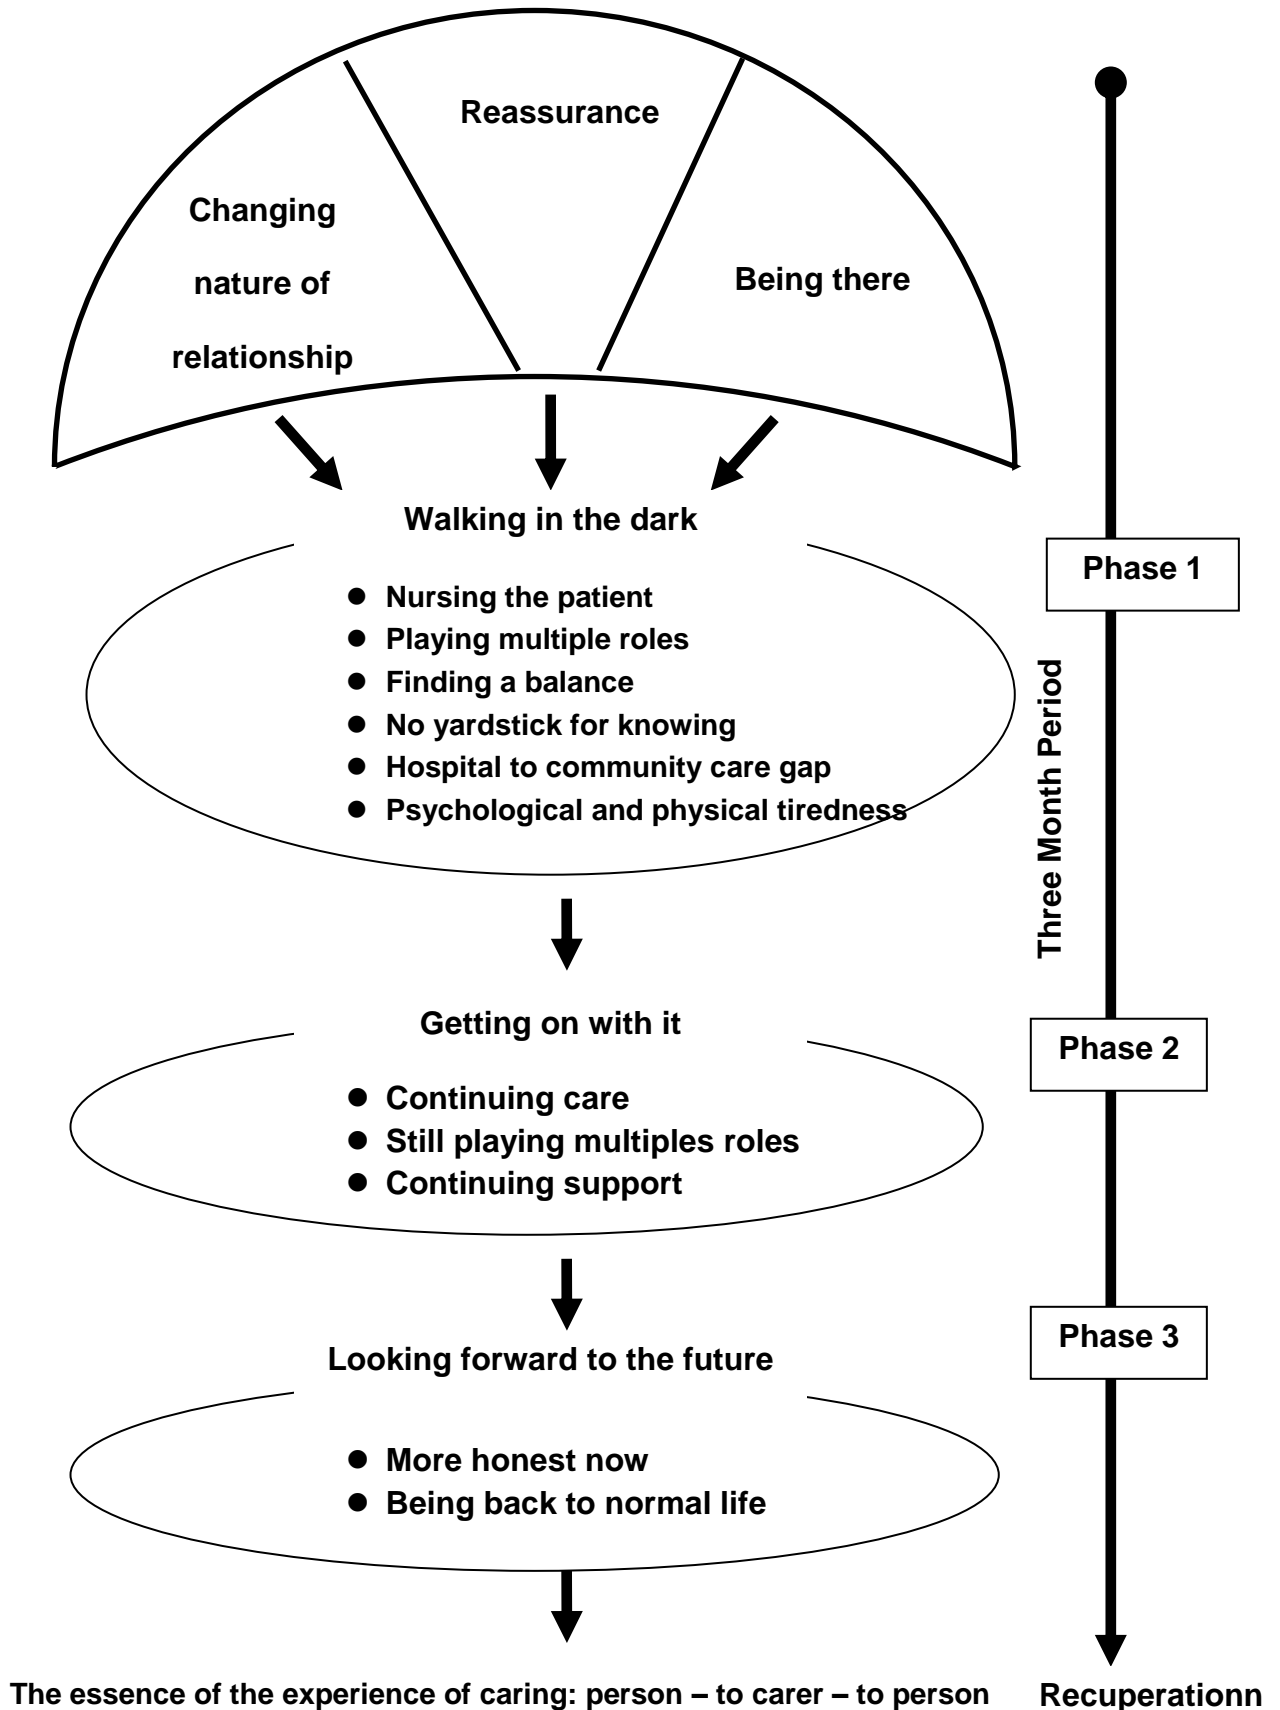 Reassurance
Changing
nature of
relationship
Being there
Walking in the dark
● Nursing the patient
● Playing multiple roles
● Finding a balance
● No yardstick for knowing
● Hospital to community care gap
● Psychological and physical tiredness
Getting on with it
● Continuing care
● Still playing multiples roles
● Continuing support
Looking forward to the future
● More honest now
● Being back to normal life
The essence of the experience of caring: person – to carer – to person
Phase 1
Three Month Period
Phase 2
Phase 3
Recuperationn